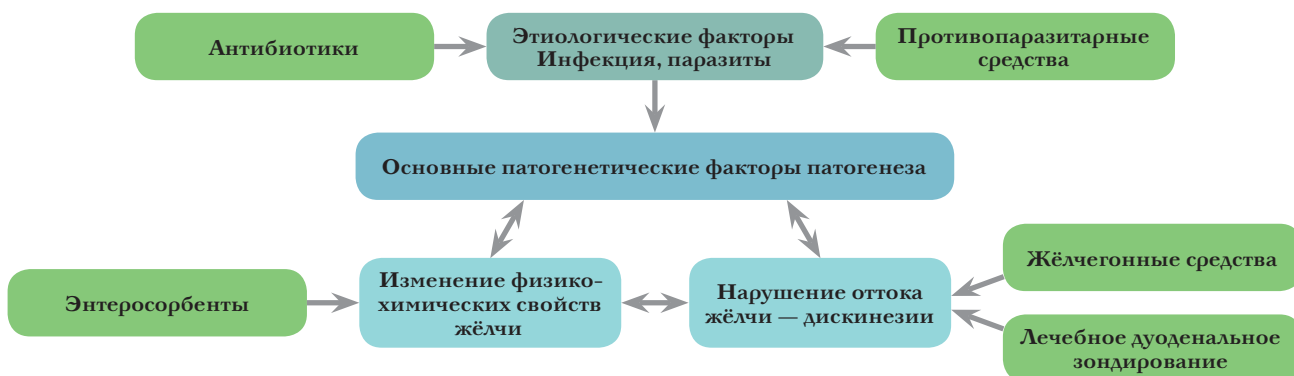 Антибиотики
Этиологические факторы
Инфекция, паразиты
Противопаразитарные
средства
Основные патогенетические факторы патогенеза
Энтеросорбенты
Изменение физико-
химических свойств
жёлчи
Нарушение оттока
жёлчи — дискинезии
Жёлчегонные средства
Лечебное дуоденальное
зондирование